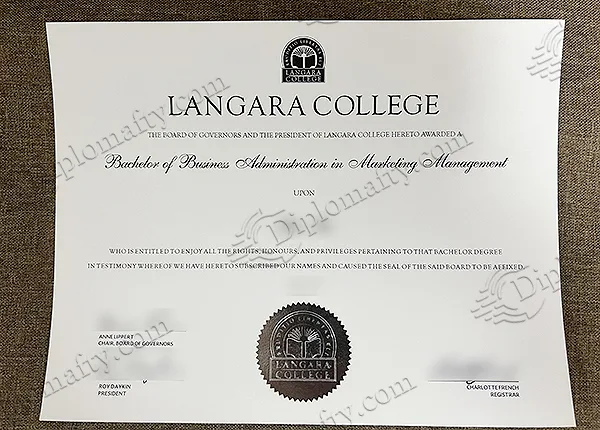 LANGARA
COLLEGE
LANGARA COLLEGE
THE BOARD OF GOVERNORS AND THE PRESIDENT OF LANGARA COLLEGE HERETO AWARDED A
Bachelor of Business Administration in Marketing Management
UPON
WHO IS ENTITLED TO ENJOY ALL THE RIGHTS, HONOURS, AND PRIVILEGES PERTAINING TO THAT BACHELOR DEGREE
IN TESTIMONY WHEREOF WE HAVE HERETO SUBSCRIBED OUR NAMES AND CAUSED THE SEAL OF THE SAID BOARD TO BE AFFIXED.
ANNE LIPPERT
CHAIR, BOARD OF GOVERNORS
ROY DAYKIN
PRESIDENT
LANGARA
COLLEGE
CHARLOTTE FRENCH
REGISTRAR
Diplomafty.com
Diplomafty.com
Diplomafty.com